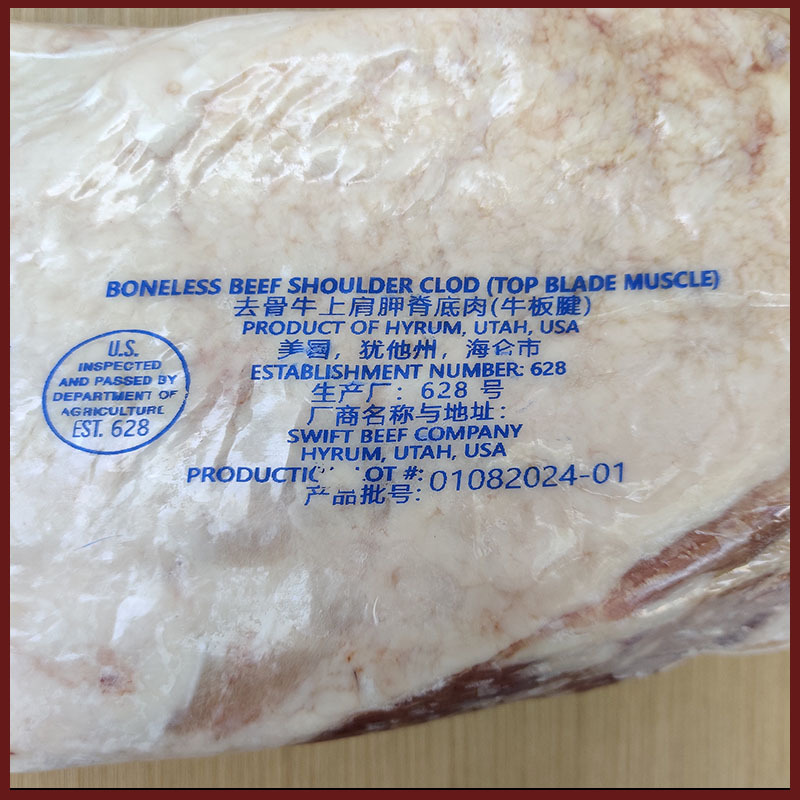 BONELESS BEEF SHOULDER CLOD (TOP BLADE MUSCLE)
去骨牛上肩胛脊底肉(牛板腱)
PRODUCT OF HYRUM, UTAH, USA
美国，犹他州，海仑市
ESTABLISHMENT NUMBER: 628
生产厂：628 号
厂商名称与地址：
SWIFT BEEF COMPANY
HYRUM, UTAH, USA
#: 01082024-01
产品批号：
U.S.
INSPECTED
AND PASSED BY
DEPARTMENT OF
AGRICULTURE
EST. 628